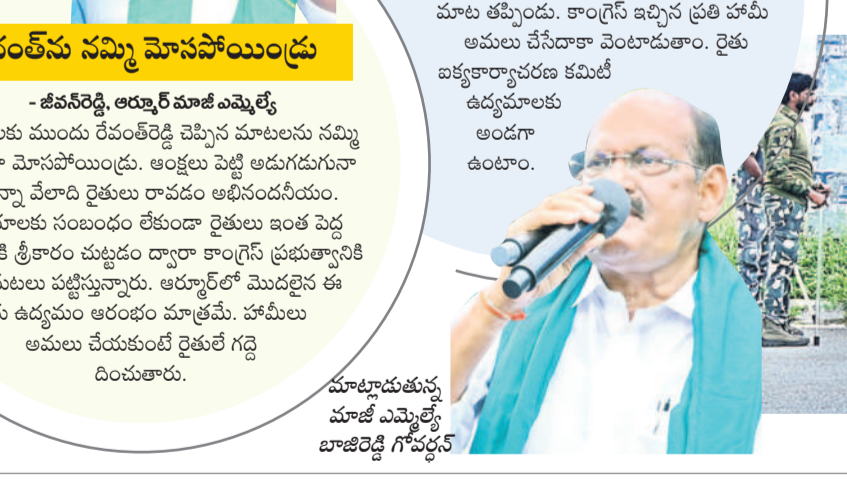 నమ్మి మోసపోయిండ్రు
- జీవన్‌రెడ్డి, ఆర్మూర్ మాజీ ఎమ్మెల్యే
ముందు రేవంత్‌రెడ్డి చెప్పిన మాటలను నమ్మి
మోసపోయిండ్రు. ఆంక్షలు పెట్టి అడుగడుగునా
వేలాది రైతులు రావడం అభినందనీయం.
సంబంధం లేకుండా రైతులు ఇంత పెద్ద
శ్రీకారం చుట్టడం ద్వారా కాంగ్రెస్ ప్రభుత్వానికి
పట్టిస్తున్నారు. ఆర్మూర్‌లో మొదలైన ఈ
ఉద్యమం ఆరంభం మాత్రమే. హామీలు
అమలు చేయకుంటే రైతులే గద్దె
దించుతారు.
మాట తప్పిండు. కాంగ్రెస్ ఇచ్చిన ప్రతి హామీ
అమలు చేసేదాకా వెంటాడుతాం. రైతు
ఐక్యకార్యాచరణ కమిటీ
ఉద్యమాలకు
అండగా
ఉంటాం.
మాట్లాడుతున్న
మాజీ ఎమ్మెల్యే
బాజిరెడ్డి గోవర్ధన్